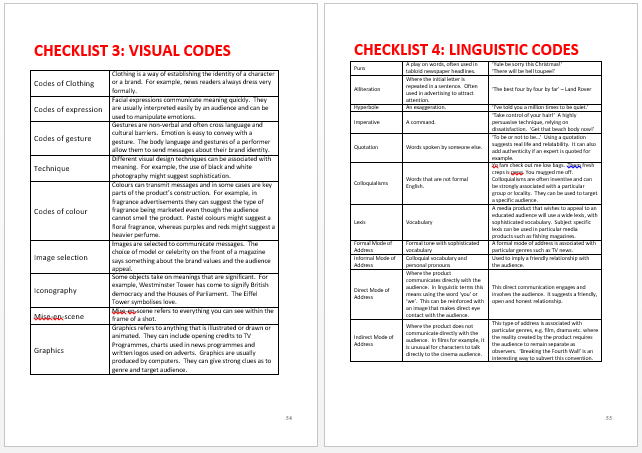 CHECKLIST 3: VISUAL CODES
Codes of Clothing
Clothing is a way of establishing the identity of a character
or a brand. For example, news readers always dress very
formally.
Codes of expression
Facial expressions communicate meaning quickly. They
are usually interpreted easily by an audience and can be
used to manipulate emotions.
Codes of gesture
Gestures are non-verbal and often cross language and
cultural barriers. Emotion is easy to convey with a
gesture. The body language and gestures of a performer
allow them to send messages about their brand identity.
Technique
Different visual design techniques can be associated with
meaning. For example, the use of black and white
photography might suggest sophistication.
Codes of colour
Colours can transmit messages and in some cases are key
parts of the product's construction. For example, in
fragrance advertisements they can suggest the type of
fragrance being marketed even though the audience
cannot smell the product. Pastel colours might suggest a
floral fragrance, whereas purples and reds might suggest a
heavier perfume.
Image selection
Images are selected to communicate messages. The
choice of model or celebrity on the front of a magazine
says something about the brand values and the audience
appeal.
Iconography
Some objects take on meanings that are significant. For
example, Westminster Tower has come to signify British
democracy and the Houses of Parliament. The Eiffel
Tower symbolises love.
Mise-en-scene
Mise-en-scene refers to everything you can see within the
frame of a shot.
Graphics
Graphics refers to anything that is illustrated or drawn or
animated. They can include opening credits to TV
Programmes, charts used in news programmes and
written logos used on adverts. Graphics are usually
produced by computers. They can give strong clues as to
genre and target audience.
54
CHECKLIST 4: LINGUISTIC CODES
Puns
A play on words, often used in
tabloid newspaper headlines.
'Yule be sorry this Christmas!'
'There will be hell toupee!'
Alliteration
Where the initial letter is
repeated in a sentence. Often
used in advertising to attract
attention.
'The best four by four by far' – Land Rover
Hyperbole
An exaggeration.
'I've told you a million times to be quiet.'
Imperative
A command.
'Take control of your hair!' A highly
persuasive technique, relying on
dissatisfaction. 'Get that beach body now!'
Quotation
Words spoken by someone else.
'To be or not to be...' Using a quotation
suggests real life and relatability. It can also
add authenticity if an expert is quoted for
example.
Colloquialisms
Words that are not formal
English.
fam check out me low bags. fresh
creps is You mugged me off.
Colloquialisms are often inventive and can
be strongly associated with a particular
group or locality. They can be used to target
a specific audience.
Lexis
Vocabulary
A media product that wishes to appeal to an
educated audience will use a wide lexis, with
sophisticated vocabulary. Subject specific
lexis can be used in particular media
products such as fishing magazines.
Formal Mode of
Address
Formal tone with sophisticated
vocabulary
A formal mode of address is associated with
particular genres such as TV news.
Informal Mode of
Address
Colloquial vocabulary and
personal pronouns
Used to imply a friendly relationship with
the audience.
Direct Mode of
Address
Where the product
communicates directly with the
audience. In linguistic terms this
means using the word 'you' or
'we'. This can be reinforced with
an image that makes direct eye
contact with the audience.
This direct communication engages and
involves the audience. It suggests a friendly,
open and honest relationship.
Indirect Mode of
Address
Where the product does not
communicate directly with the
audience. In films for example, it
is unusual for characters to talk
directly to the cinema audience.
This type of address is associated with
particular genres, e.g. film, drama etc. where
the reality created by the product requires
the audience to remain separate as
observers. 'Breaking the Fourth Wall' is an
interesting way to subvert this convention.
55